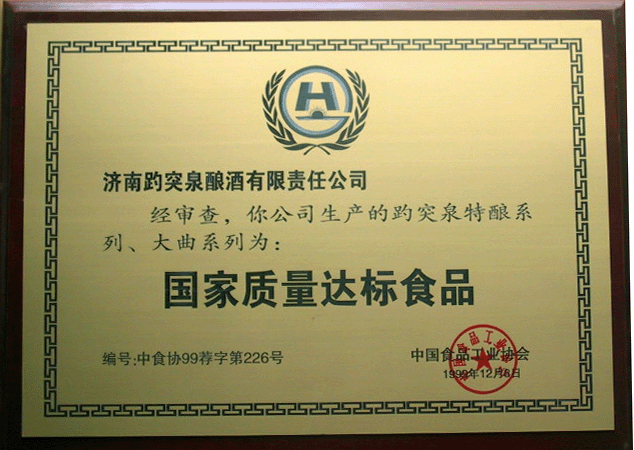 济南趵突泉酿酒有限责任公司
经审查，你公司生产的趵突泉特酿系
列、大曲系列为：
国家质量达标食品
编号:中食协99荐字第226号
中国食品工业协会
1999年12月6日